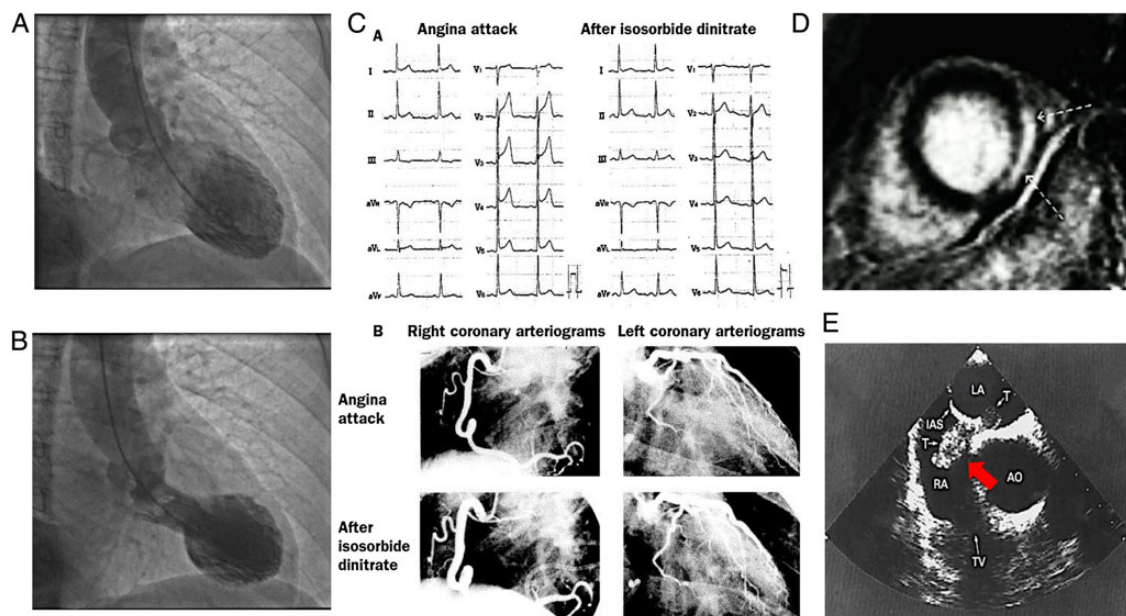 A
B
C
A
Angina attack
After isosorbide dinitrate
I
II
III
aVR
aVL
aVF
V1
V2
V3
V4
V5
V6
I
II
III
aVR
aVL
aVF
V1
V2
V3
V4
V5
V6
B
Right coronary arteriograms
Left coronary arteriograms
Angina
attack
After
isosorbide
dinitrate
D
E
LA
T
IAS
T
RA
AO
TV